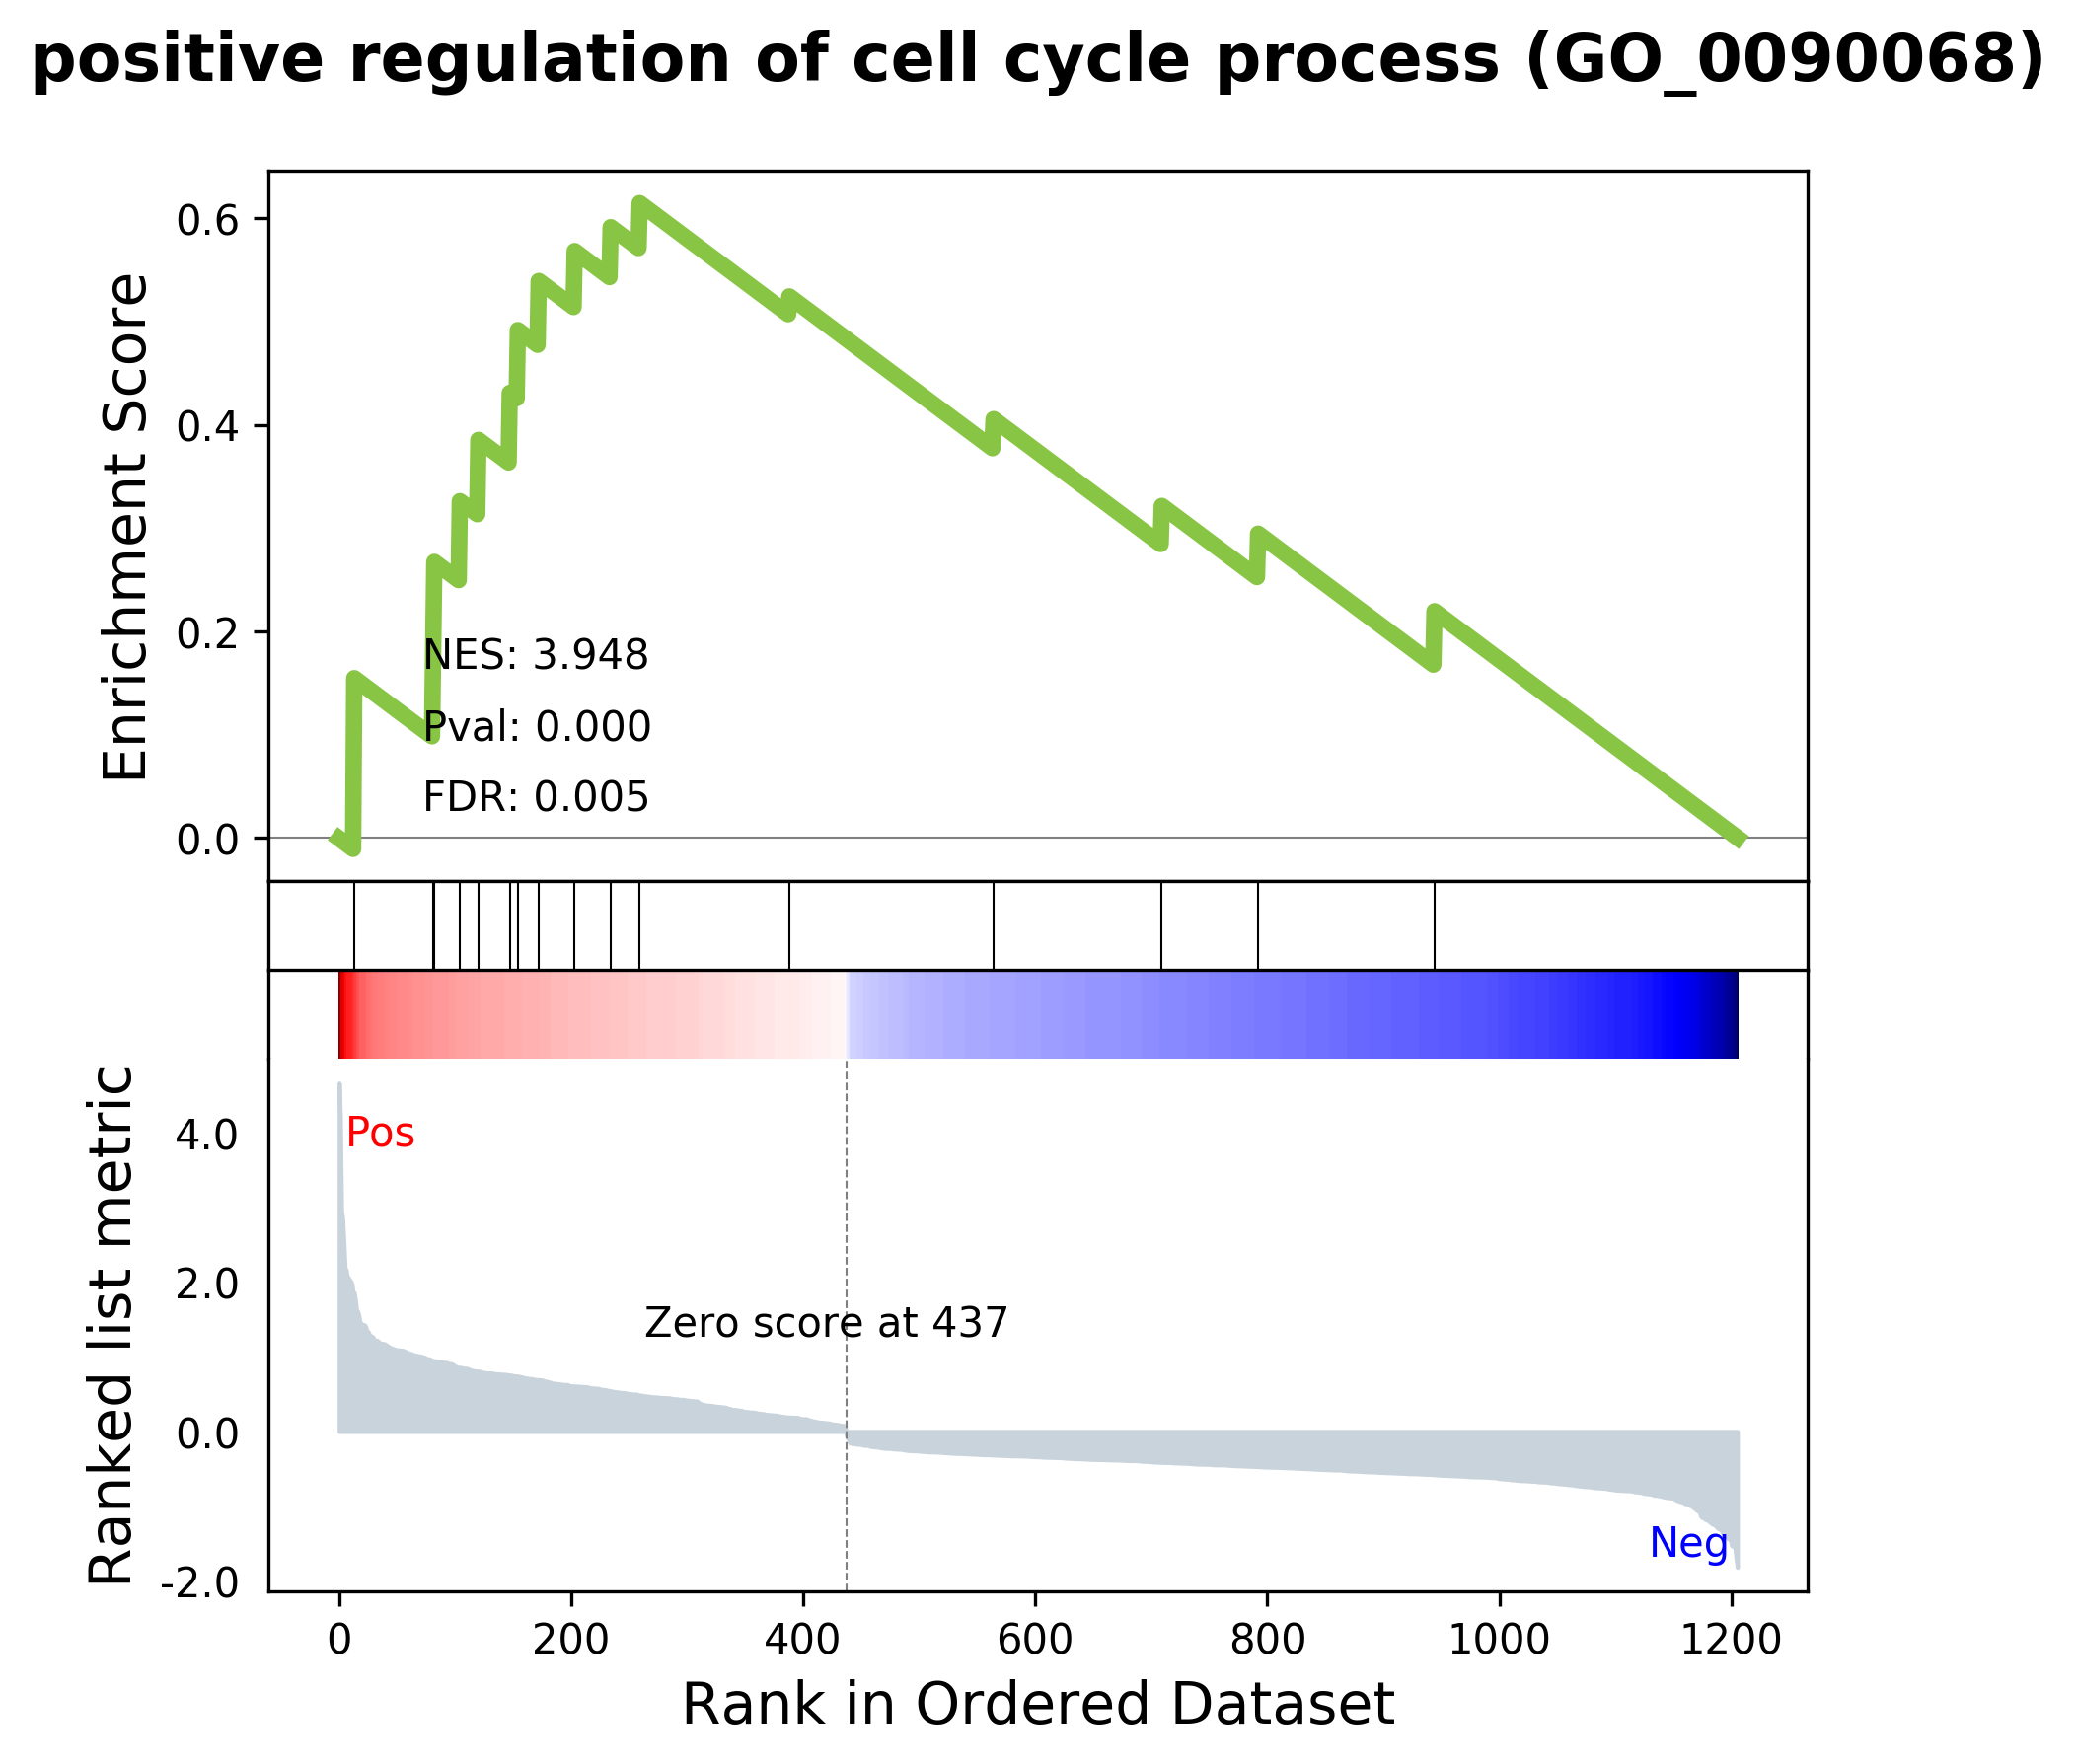 positive regulation of cell cycle process (GO_0090068)
Enrichment Score
0.6
0.4
0.2
0.0
NES: 3.948
Pval: 0.000
FDR: 0.005
Ranked list metric
4.0
2.0
0.0
-2.0
Pos
Zero score at 437
Neg
0 200 400 600 800 1000 1200
Rank in Ordered Dataset